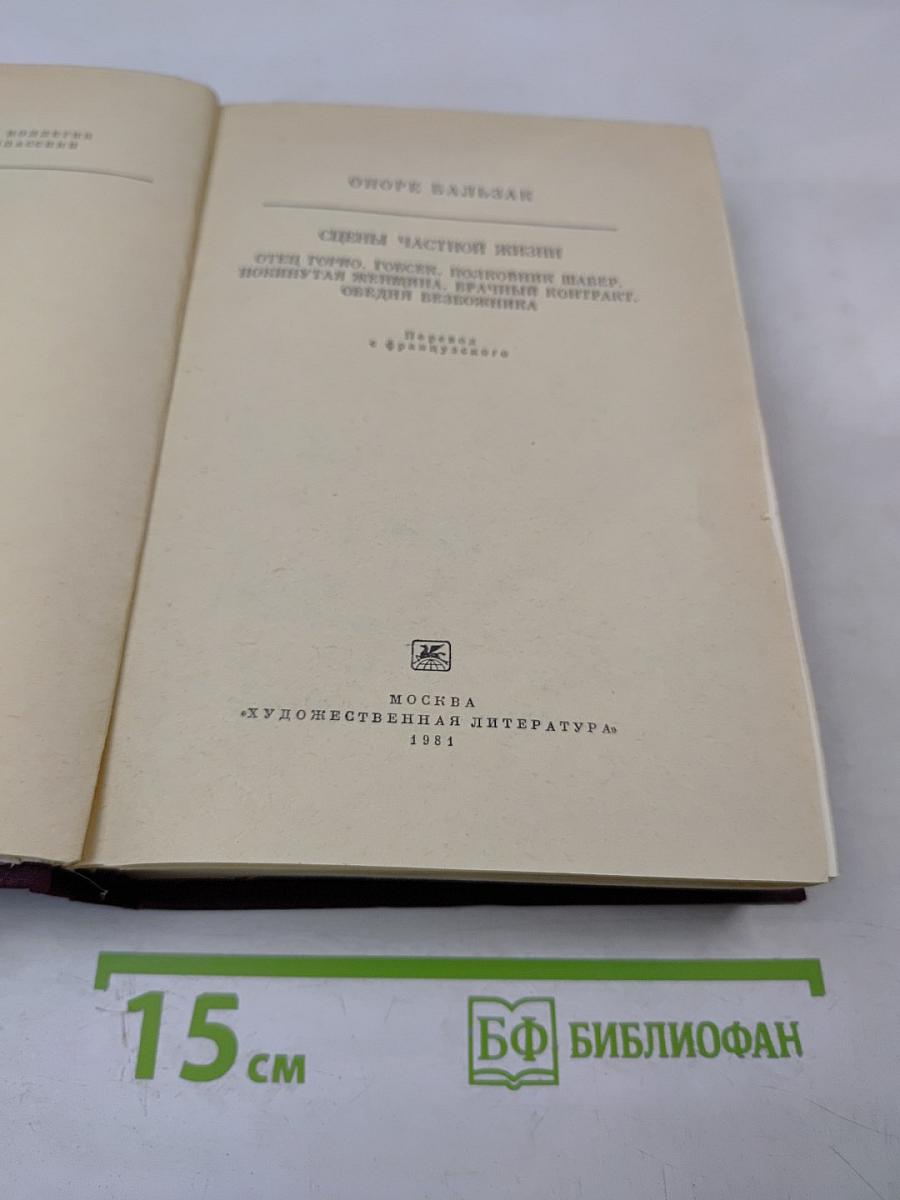 КОЛЛЕГИЯ
ОНОРЕ БАЛЬЗАК
СЦЕНЫ ЧАСТНОЙ ЖИЗНИ
ОТЕЦ ГОРИО. ГОБСЕК. ПОЛКОВНИК ШАБЕР.
ПОКИНУТАЯ ЖЕНЩИНА. БРАЧНЫЙ КОНТРАКТ.
ОБЕДНЯ БЕЗБОЖНИКА
Перевод
с французского
МОСКВА
«ХУДОЖЕСТВЕННАЯ ЛИТЕРАТУРА»
1981
15 см
БФ БИБЛИОФАН